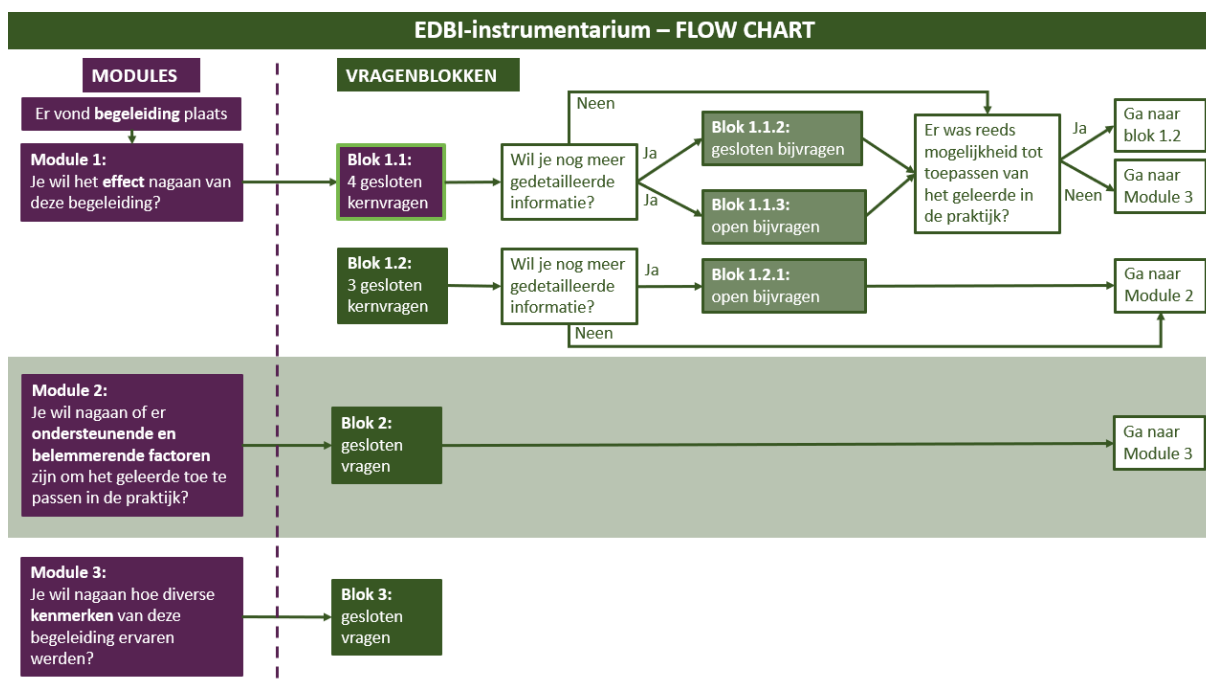 EDBI-instrumentarium – FLOW CHART
MODULES
VRAGENBLOKKEN
Er vond begeleiding plaats
Module 1:
Je wil het effect nagaan van
deze begeleiding?
Blok 1.1:
4 gesloten
kernvragen
Wil je nog meer
gedetailleerde
informatie?
Neen
Ja
Ja
Blok 1.1.2:
gesloten bijvragen
Blok 1.1.3:
open bijvragen
Er was reeds
mogelijkheid tot
toepassen van
het geleerde in
de praktijk?
Ja
Neen
Ga naar
blok 1.2
Ga naar
Module 3
Blok 1.2:
3 gesloten
kernvragen
Wil je nog meer
gedetailleerde
informatie?
Ja
Neen
Blok 1.2.1:
open bijvragen
Ga naar
Module 2
Module 2:
Je wil nagaan of er
ondersteunende en
belemmerende factoren
zijn om het geleerde toe te
passen in de praktijk?
Blok 2:
gesloten
vragen
Ga naar
Module 3
Module 3:
Je wil nagaan hoe diverse
kenmerken van deze
begeleiding ervaren
werden?
Blok 3:
gesloten
vragen